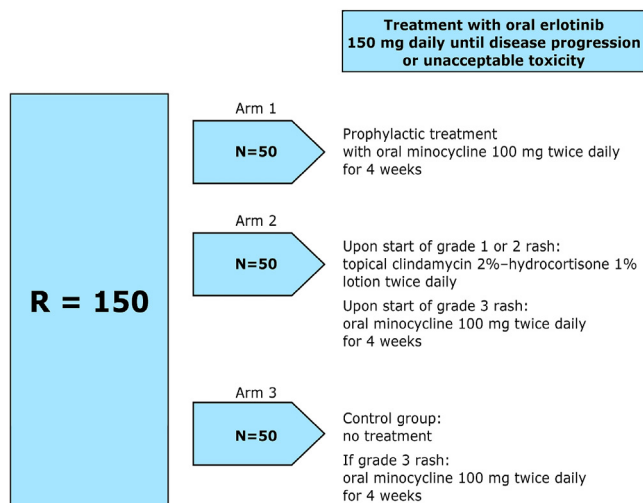 Treatment with oral erlotinib
150 mg daily until disease progression
or unacceptable toxicity
R = 150
Arm 1
N=50
Prophylactic treatment
with oral minocycline 100 mg twice daily
for 4 weeks
Arm 2
N=50
Upon start of grade 1 or 2 rash:
topical clindamycin 2%–hydrocortisone 1%
lotion twice daily
Upon start of grade 3 rash:
oral minocycline 100 mg twice daily
for 4 weeks
Arm 3
N=50
Control group:
no treatment
If grade 3 rash:
oral minocycline 100 mg twice daily
for 4 weeks